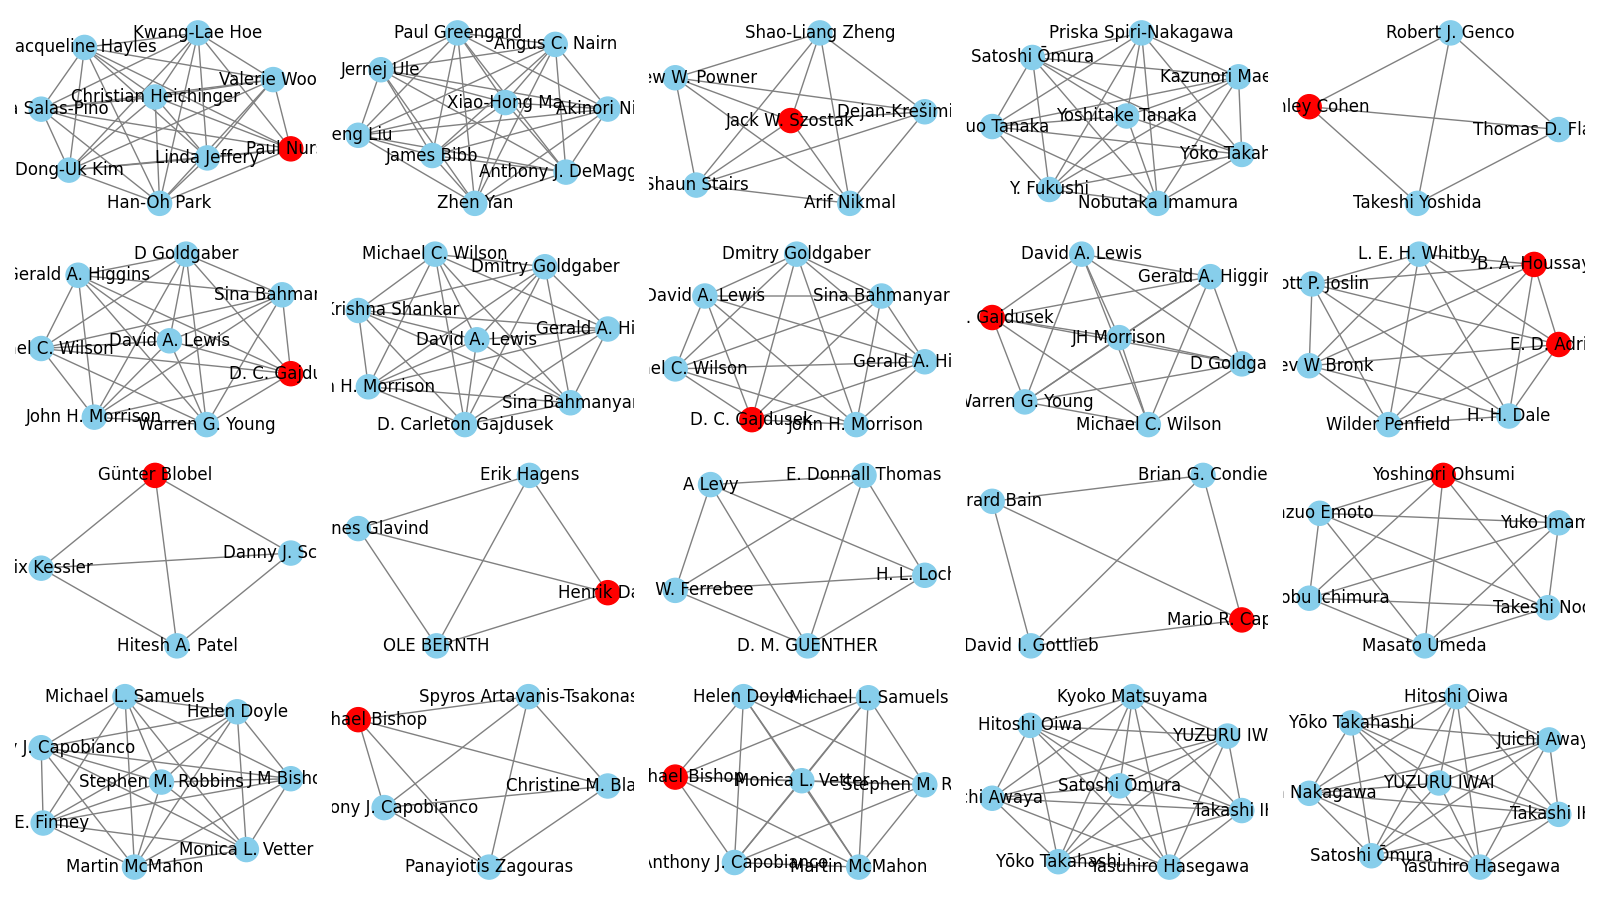 Kwang-Lae Hoe
acqueline Hayles
Valerie Woo
Christian Heichinger
Salas-Pino
Paul Nur
Linda Jeffery
Dong-Uk Kim
Han-Oh Park
Paul Greengard
Angus C. Nairn
Jernej Ule
Xiao-Hong Ma
Akinori Ni
eng Liu
James Bibb
Anthony J. DeMagg
Zhen Yan
Shao-Liang Zheng
ew W. Powner
Dejan-Krešimi
Jack W. Szostak
Shaun Stairs
Arif Nikmal
Priska Spiri-Nakagawa
Satoshi Ōmura
Kazunori Mae
Yoshitake Tanaka
uo Tanaka
Yōko Takah
Y. Fukushi
Nobutaka Imamura
Robert J. Genco
nley Cohen
Thomas D. Fla
Takeshi Yoshida
D Goldgaber
Gerald A. Higgins
Sina Bahmar
David A. Lewis
el C. Wilson
D. C. Gajdu
John H. Morrison
Warren G. Young
Michael C. Wilson
Dmitry Goldgaber
Krishna Shankar
Gerald A. Hi
David A. Lewis
H. Morrison
Sina Bahmanyar
D. Carleton Gajdusek
Dmitry Goldgaber
David A. Lewis
Sina Bahmanyar
Gerald A. Hi
el C. Wilson
D. C. Gajdusek
John H. Morrison
David A. Lewis
Gerald A. Higgin
. Gajdusek
JH Morrison
D Goldga
Warren G. Young
Michael C. Wilson
L. E. H. Whitby
B. A. Houssay
ott P. Joslin
E. D. Adri
ev W Bronk
H. H. Dale
Wilder Penfield
Günter Blobel
Danny J. Sc
ix Kessler
Hitesh A. Patel
Erik Hagens
nes Glavind
Henrik Da
OLE BERNTH
E. Donnall Thomas
A Levy
H. L. Loch
W. Ferrebee
D. M. GUENTHER
Brian G. Condie
rard Bain
Mario R. Cap
David I. Gottlieb
Yoshinori Ohsumi
azuo Emoto
Yuko Imam
obu Ichimura
Takeshi Nod
Masato Umeda
Michael L. Samuels
Helen Doyle
y J. Capobianco
Stephen M. Robbins
J M Bisho
E. Finney
Monica L. Vetter
Martin McMahon
Spyros Artavanis-Tsakonas
hael Bishop
Christine M. Bla
ony J. Capobianco
Panayiotis Zagouras
Helen Doyle
Michael L. Samuels
hael Bishop
Monica L. Vetter
Stephen M. R
Anthony J. Capobianco
Martin McMahon
Kyoko Matsuyama
Hitoshi Oiwa
YUZURU IW
Satoshi Ōmura
hi Awaya
Takashi Ik
Yōko Takahashi
Yasuhiro Hasegawa
Hitoshi Oiwa
Yōko Takahashi
Juichi Away
YUZURU IWAI
Nakagawa
Takashi Ik
Satoshi Ōmura
Yasuhiro Hasegawa